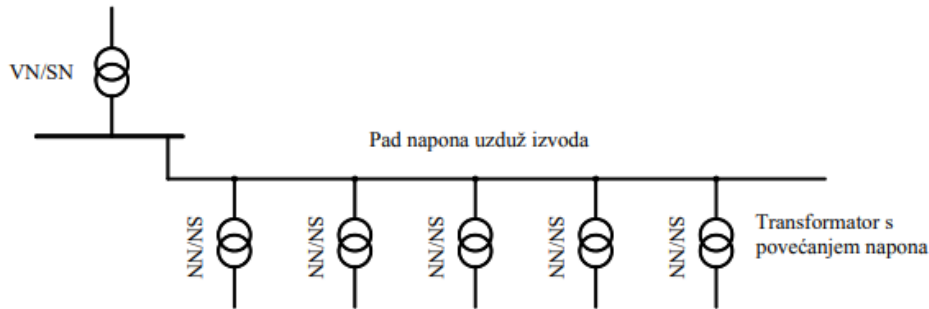 VN/SN
Pad napona uzduž izvoda
SN/NN
SN/NN
SN/NN
SN/NN
SN/NN
Transformator s
povećanjem napona